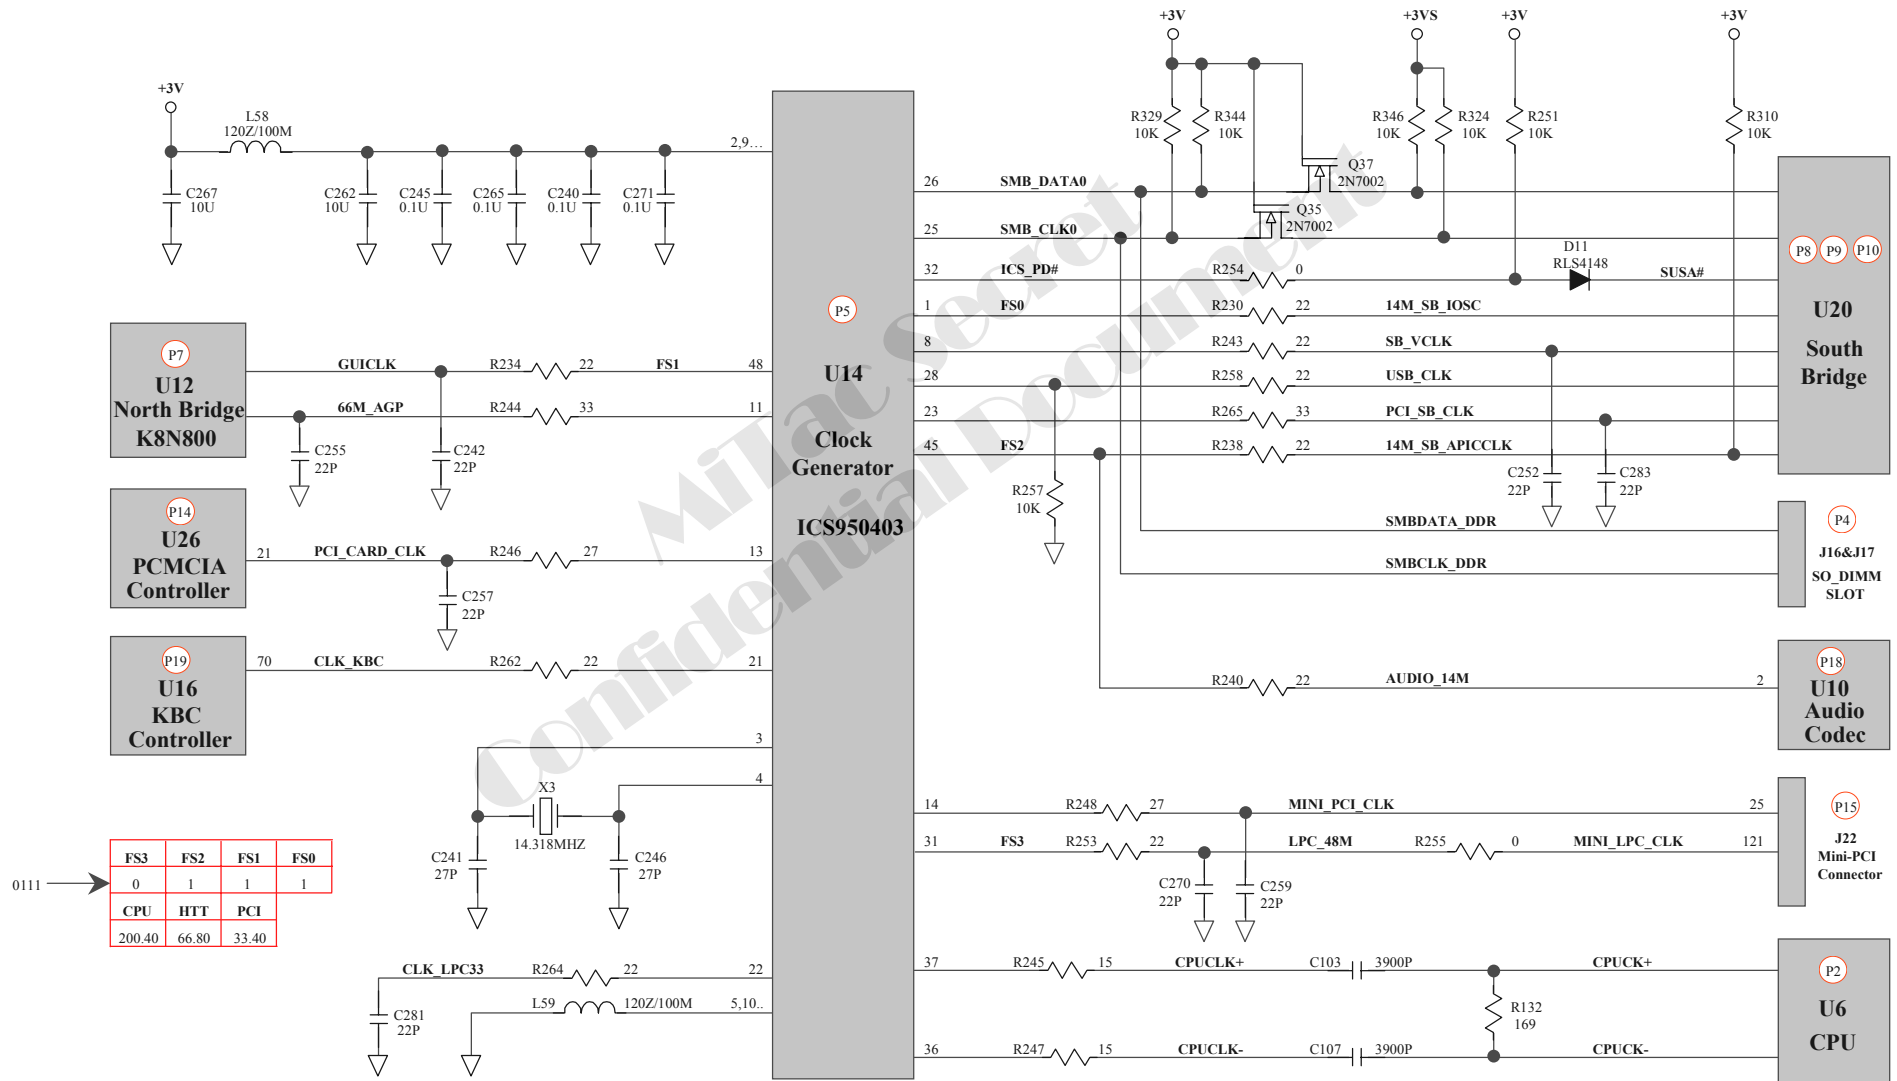 +3V
+3VS
+3V
+3V
+3V
L58
120Z/100M
2,9...
C267
10U
C262
10U
C245
0.1U
C265
0.1U
C240
0.1U
C271
0.1U
R329
10K
R344
10K
R346
10K
R324
10K
R251
10K
R310
10K
Q37
2N7002
Q35
2N7002
26
SMB_DATA0
25
SMB_CLK0
32
ICS_PD#
R254
0
D11
RLS4148
SUSA#
1
FS0
R230
22
14M_SB_IOSC
8
R243
22
SB_VCLK
28
R258
22
USB_CLK
23
R265
33
PCI_SB_CLK
45
FS2
R238
22
14M_SB_APICCLK
R257
10K
C252
22P
C283
22P
P8
P9
P10
U20
South
Bridge
P5
U14
Clock
Generator
ICS950403
P7
U12
North Bridge
K8N800
GUICLK
R234
22
FS1
48
66M_AGP
R244
33
11
C255
22P
C242
22P
P14
U26
PCMCIA
Controller
21
PCI_CARD_CLK
R246
27
13
C257
22P
P19
U16
KBC
Controller
70
CLK_KBC
R262
22
21
3
4
X3
14.318MHZ
C241
27P
C246
27P
SMBDATA_DDR
SMBCLK_DDR
P4
J16&J17
SO_DIMM
SLOT
R240
22
AUDIO_14M
2
P18
U10
Audio
Codec
14
R248
27
MINI_PCI_CLK
25
31
FS3
R253
22
LPC_48M
R255
0
MINI_LPC_CLK
121
C270
22P
C259
22P
P15
J22
Mini-PCI
Connector
0111
FS3 FS2 FS1 FS0
0 1 1 1
CPU HTT PCI
200.40 66.80 33.40
CLK_LPC33
R264
22
22
L59
120Z/100M
5,10..
C281
22P
37
R245
15
CPUCLK+
C103
3900P
CPUCK+
R132
169
36
R247
15
CPUCLK-
C107
3900P
CPUCK-
P2
U6
CPU
MiTac Secret
Confidential Document